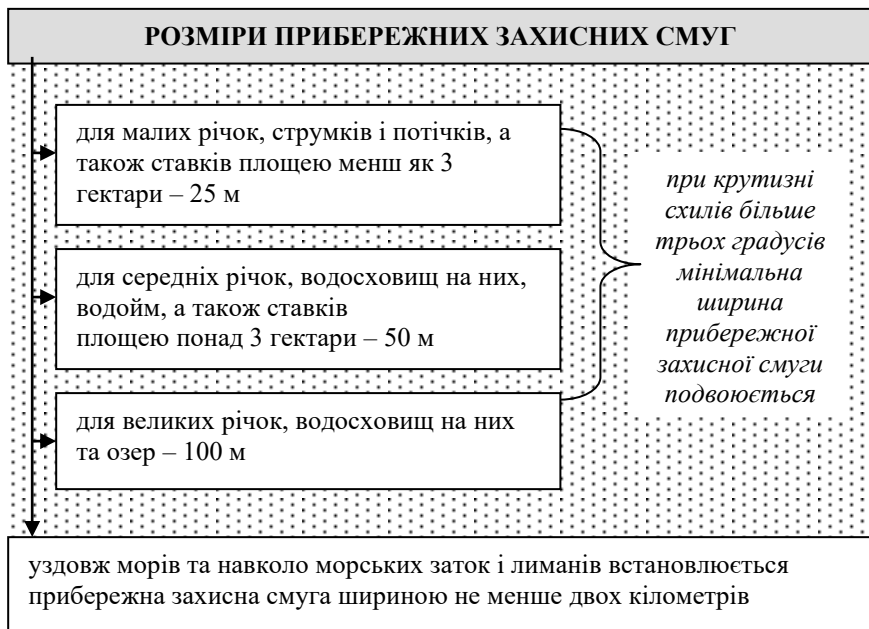 РОЗМІРИ ПРИБЕРЕЖНИХ ЗАХИСНИХ СМУГ
для малих річок, струмків і потічків, а
також ставків площею менш як 3
гектари – 25 м
для середніх річок, водосховищ на них,
водойм, а також ставків
площею понад 3 гектари – 50 м
для великих річок, водосховищ на них
та озер – 100 м
при крутизні
схилів більше
трьох градусів
мінімальна
ширина
прибережної
захисної смуги
подвоюється
уздовж морів та навколо морських заток і лиманів встановлюється
прибережна захисна смуга шириною не менше двох кілометрів